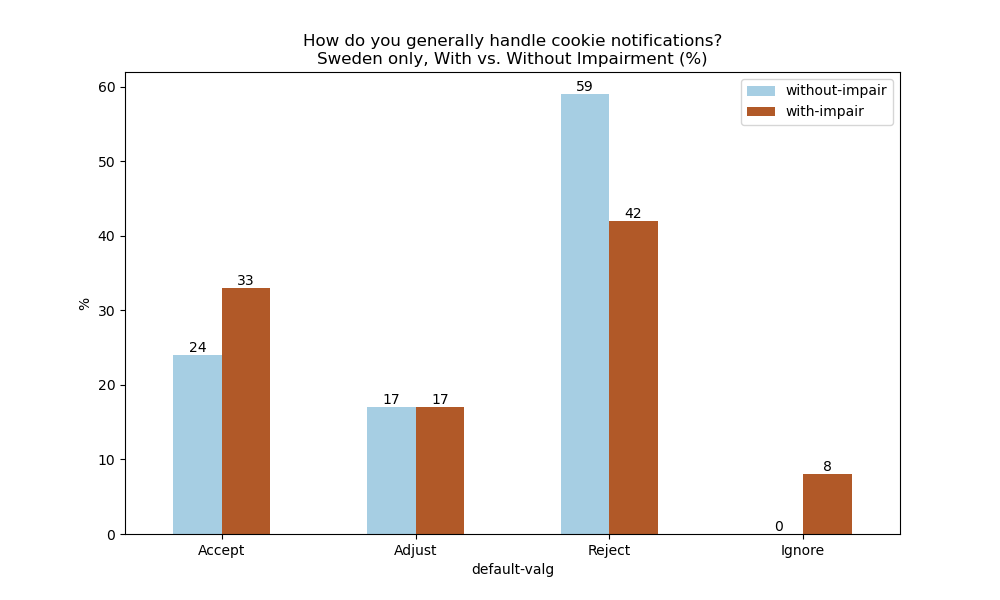 How do you generally handle cookie notifications?
Sweden only, With vs. Without Impairment (%)
without-impair
with-impair
%
60
50
40
30
20
10
0
24
33
17
17
59
42
0
8
Accept
Adjust
Reject
Ignore
default-valg